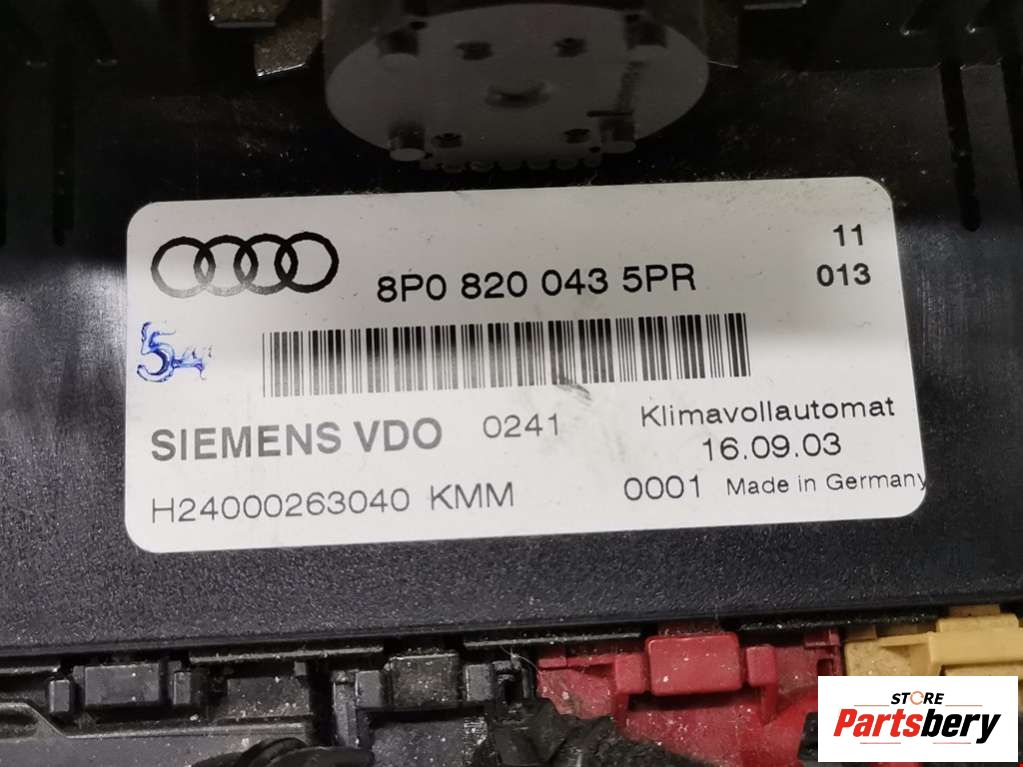 11
8P0 820 043 5PR 013
5
SIEMENS VDO 0241 Klimavollautomat
16.09.03
H24000263040 KMM 0001 Made in Germany
STORE
Partsbery